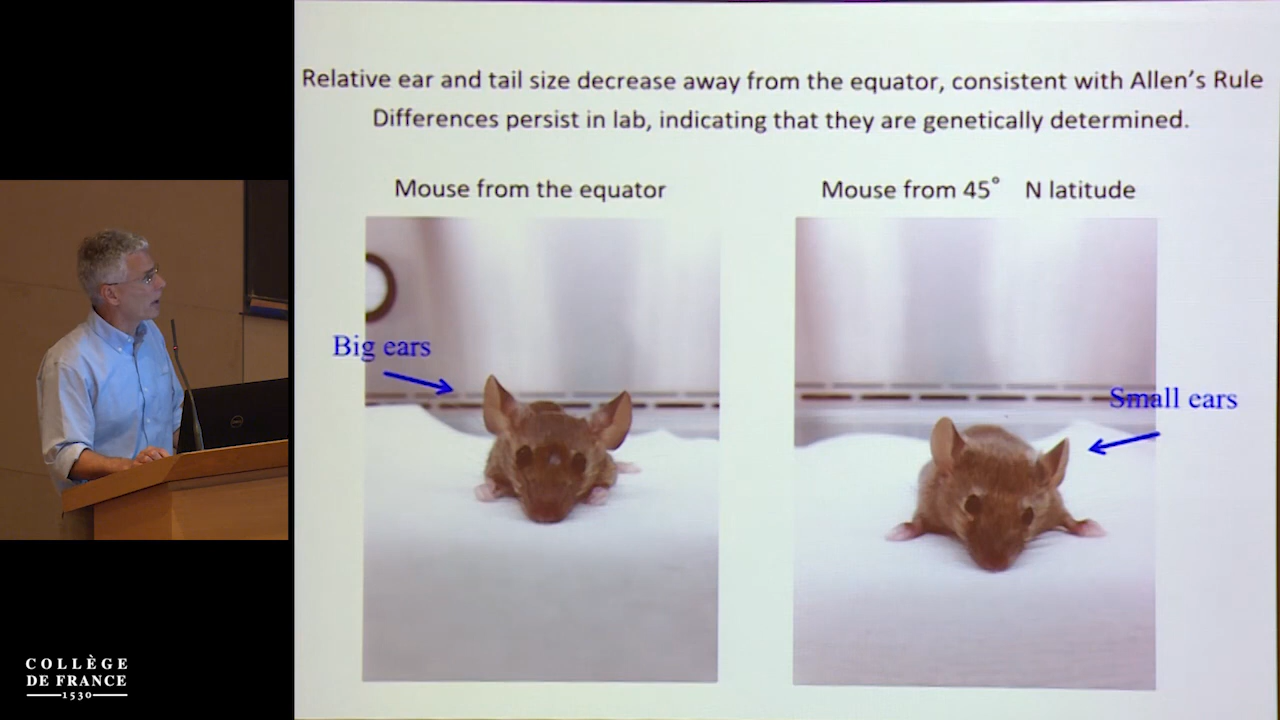 Relative ear and tail size decrease away from the equator, consistent with Allen's Rule
Differences persist in lab, indicating that they are genetically determined.
Mouse from the equator
Mouse from 45° N latitude
Big ears
Small ears
COLLÈGE
DE FRANCE
1530